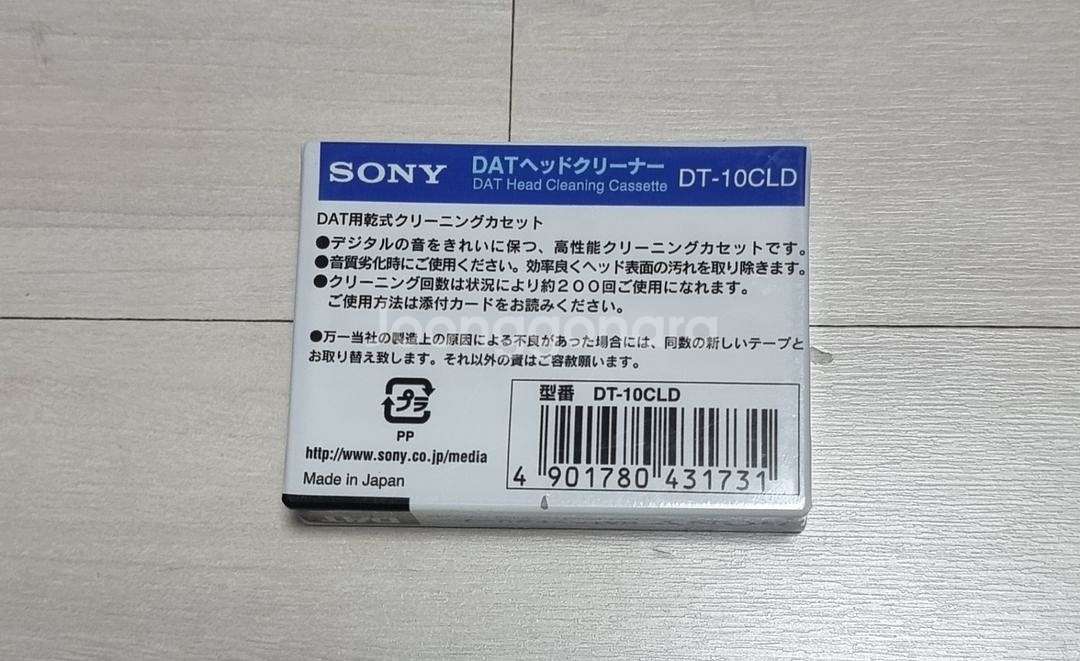 SONY DATヘッドクリーナー DT-10CLD
DAT Head Cleaning Cassette
DAT用乾式クリーニングカセット
●デジタルの音をきれいに保つ、高性能クリーニングカセットです。
●音質劣化時にご使用ください。効率良くヘッド表面の汚れを取り除きます。
●クリーニング回数は状況により約200回ご使用になれます。
ご使用方法は添付カードをお読みください。
joonggonara
●万一当社の製造上の原因による不良があった場合には、同数の新しいテープと
お取り替え致します。それ以外の責はご容赦願います。
プラ
PP
http://www.sony.co.jp/media
Made in Japan
型番 DT-10CLD
4 901780 431731